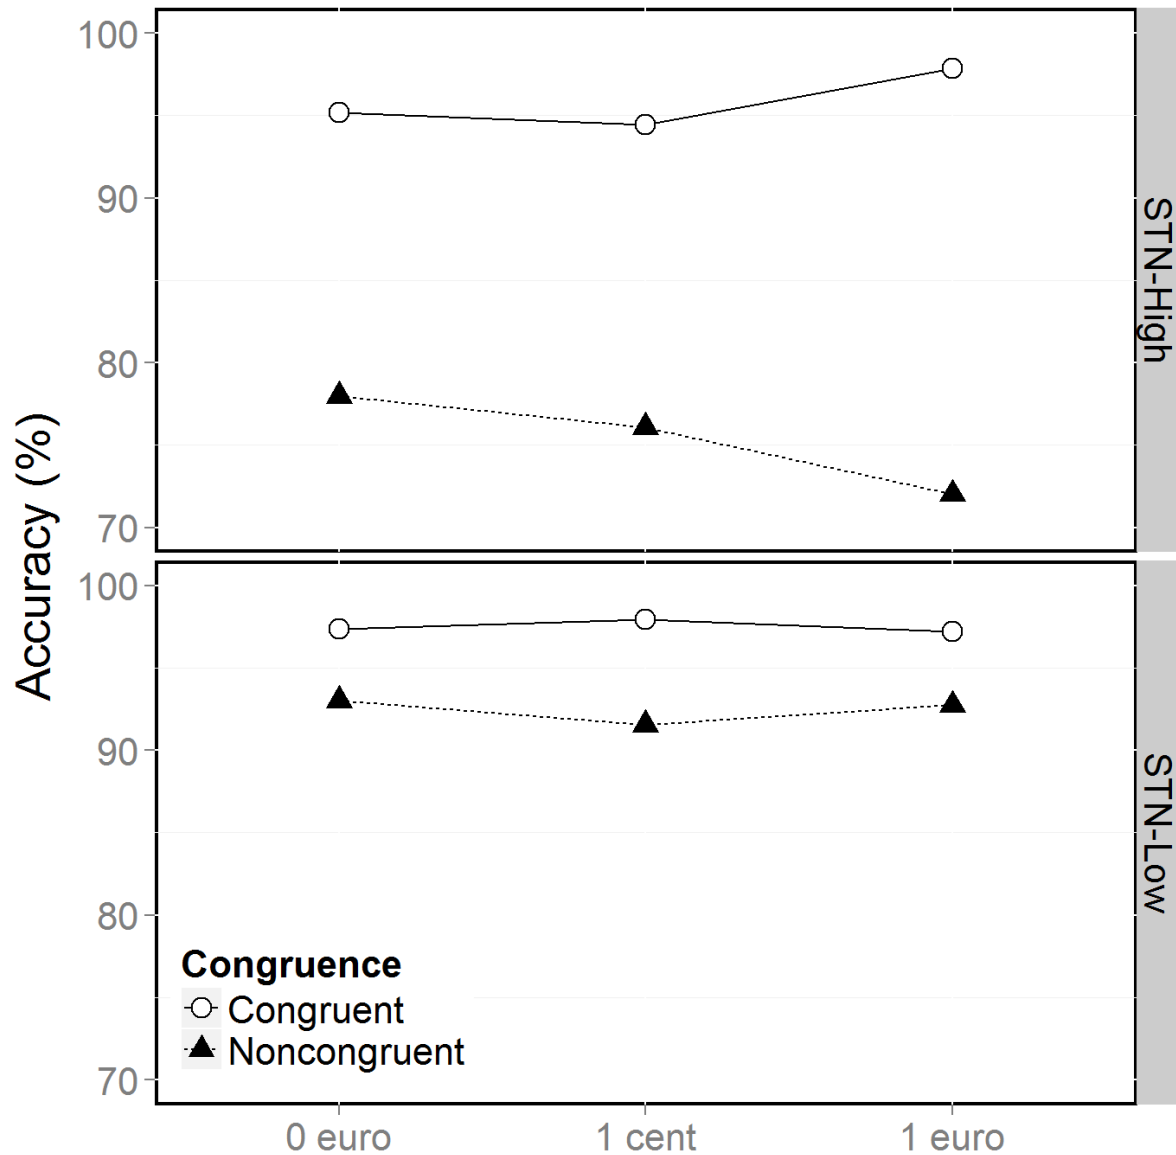 Accuracy (%)
100
90
80
70
STN-High
100
90
80
70
STN-Low
Congruence
Congruent
Noncongruent
0 euro
1 cent
1 euro